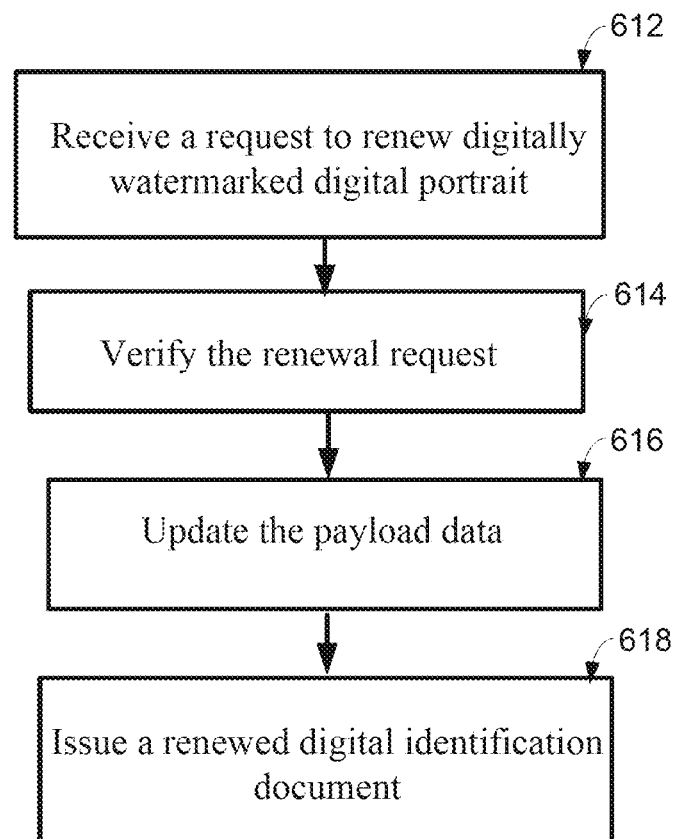 612
Receive a request to renew digitally
watermarked digital portrait
614
Verify the renewal request
616
Update the payload data
618
Issue a renewed digital identification
document